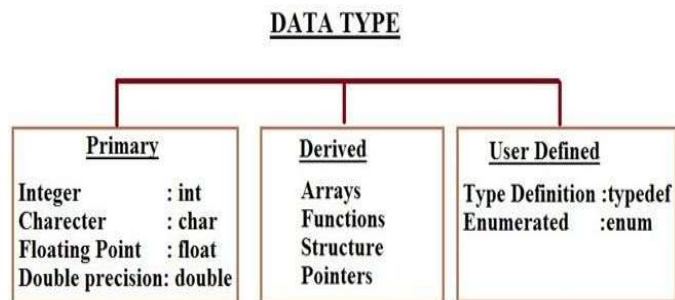 DATA TYPE
Primary
Integer : int
Charecter : char
Floating Point : float
Double precision: double
Derived
Arrays
Functions
Structure
Pointers
User Defined
Type Definition :typedef
Enumerated :enum